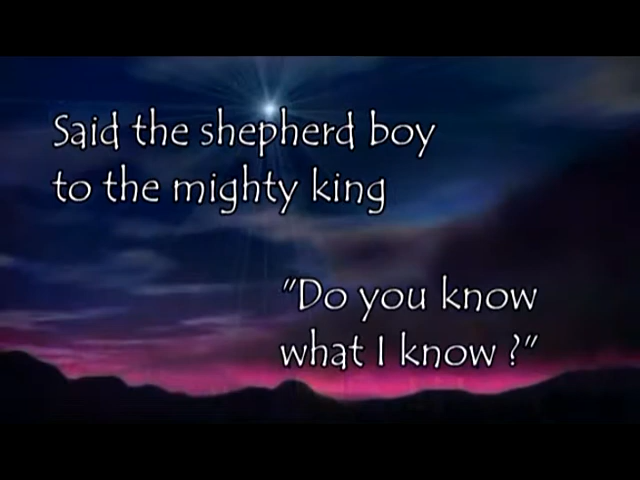 Said the shepherd boy
to the mighty king
"Do you know
what I know ?"